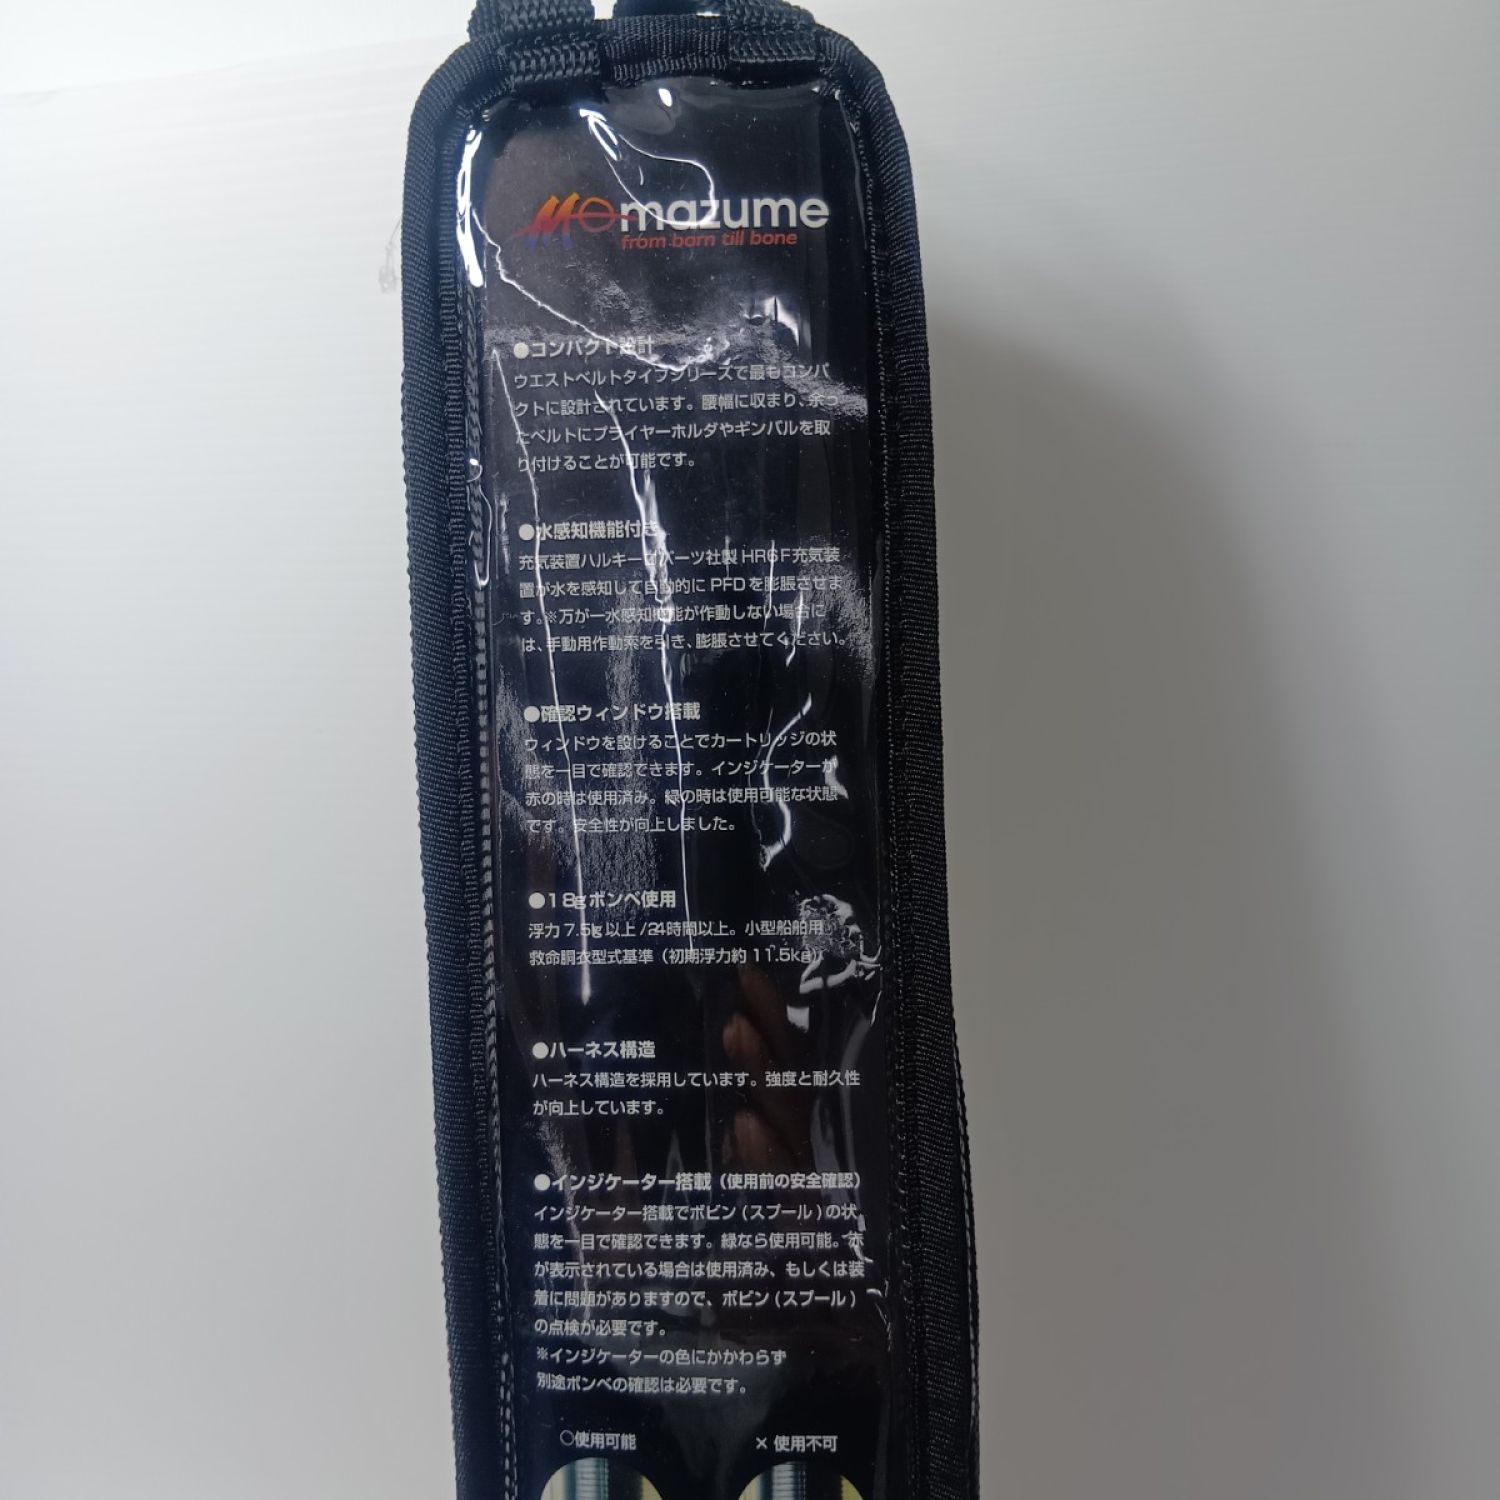 mazume
from born till bone
●コンパクト設計
ウエストベルトタイプシリーズで最もコンパ
クトに設計されています。腰幅に収まり、余っ
たベルトにプライヤーホルダやギンバルを取
り付けることが可能です。
●水感知機能付き
充気装置ハルキーロバーツ社製 HR6F充気装
置が水を感知して自動的に PFDを膨脹させま
す。※万が一水感知機能が作動しない場合に
は、手動用作動索を引き、膨脹させてください。
●確認ウィンドウ搭載
ウィンドウを設けることでカートリッジの状
態を一目で確認できます。インジケーターが
赤の時は使用済み。緑の時は使用可能な状態
です。安全性が向上しました。
●18gボンベ使用
浮力 7.5kg以上/24時間以上。小型船舶用
救命胴衣型式基準（初期浮力約 11.5kg）
●ハーネス構造
ハーネス構造を採用しています。強度と耐久性
が向上しています。
●インジケーター搭載（使用前の安全確認）
インジケーター搭載でボビン(スプール)の状
態を一目で確認できます。緑なら使用可能。赤
が表示されている場合は使用済み、もしくは装
着に問題がありますので、ボビン(スプール)
の点検が必要です。
※インジケーターの色にかかわらず
別途ボンベの確認は必要です。
○使用可能 × 使用不可